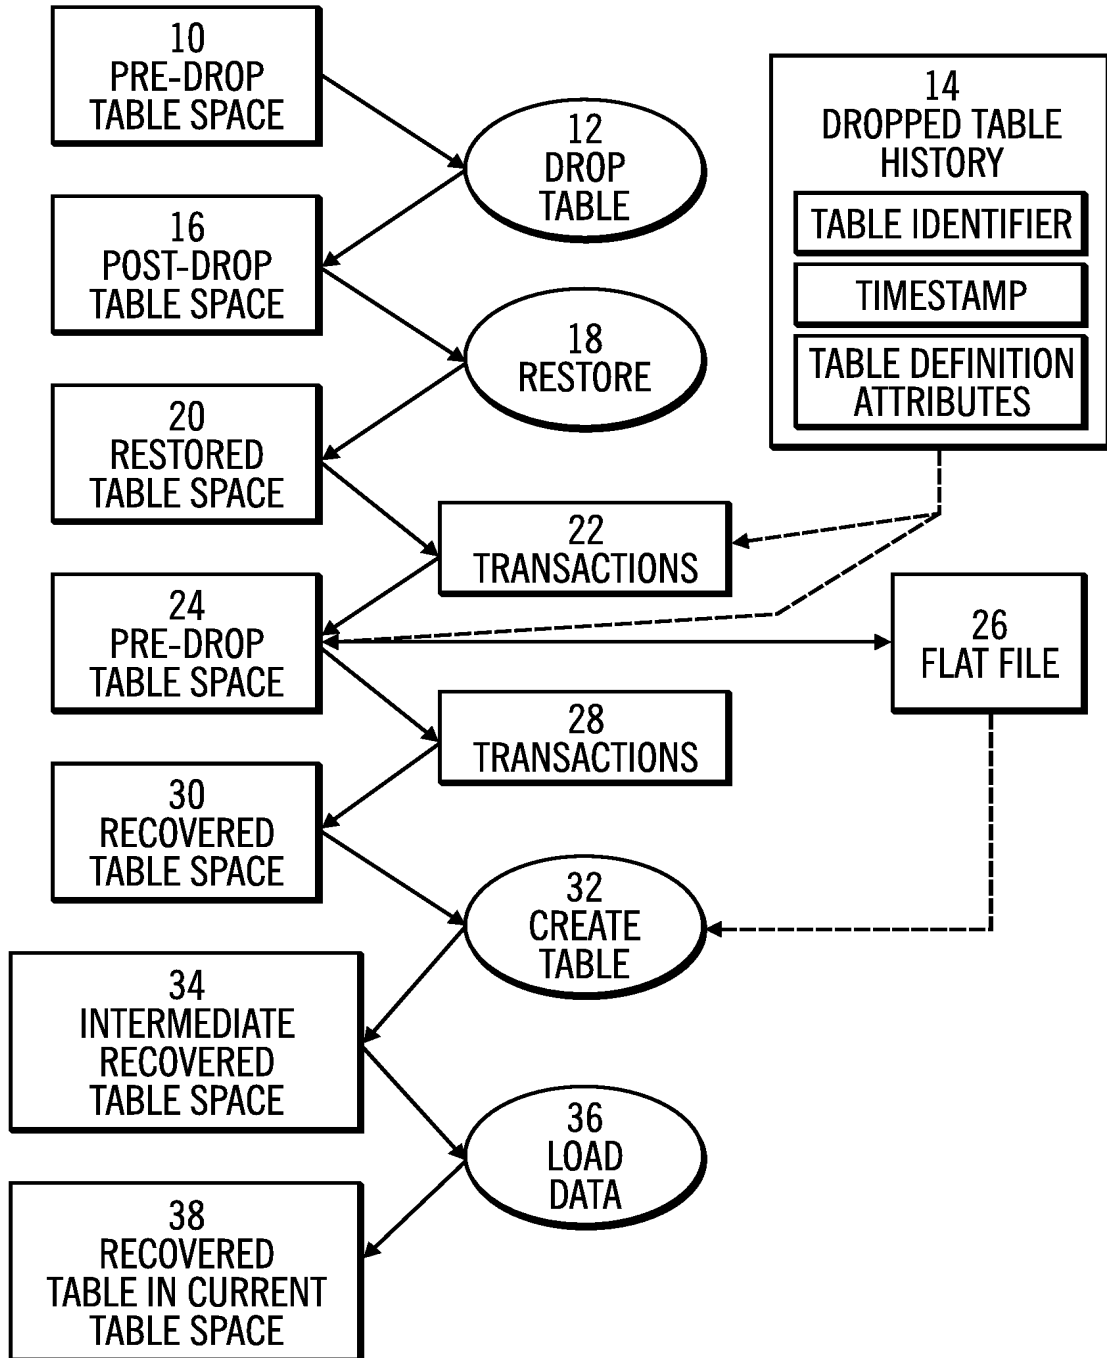 10
PRE-DROP
TABLE SPACE
12
DROP
TABLE
14
DROPPED TABLE
HISTORY
TABLE IDENTIFIER
TIMESTAMP
TABLE DEFINITION
ATTRIBUTES
16
POST-DROP
TABLE SPACE
18
RESTORE
20
RESTORED
TABLE SPACE
22
TRANSACTIONS
24
PRE-DROP
TABLE SPACE
26
FLAT FILE
28
TRANSACTIONS
30
RECOVERED
TABLE SPACE
32
CREATE
TABLE
34
INTERMEDIATE
RECOVERED
TABLE SPACE
36
LOAD
DATA
38
RECOVERED
TABLE IN CURRENT
TABLE SPACE